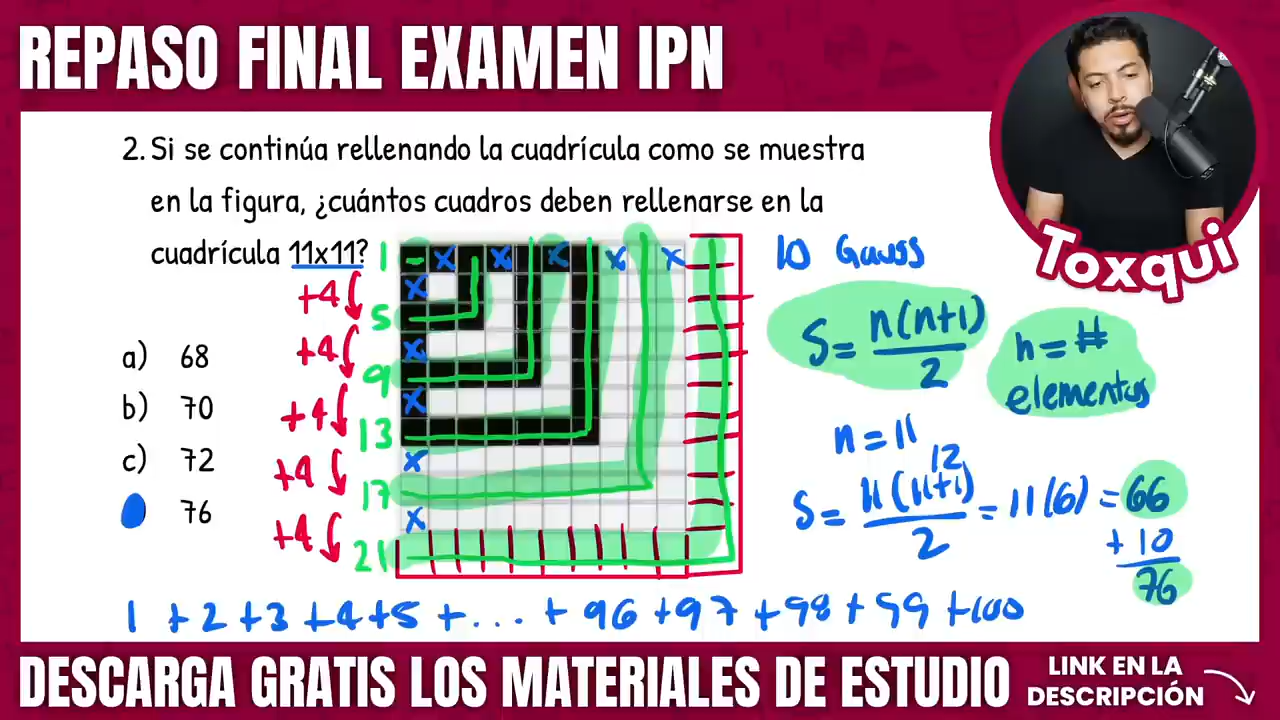 REPASO FINAL EXAMEN IPN
2. Si se continúa rellenando la cuadrícula como se muestra
en la figura, ¿cuántos cuadros deben rellenarse en la
cuadrícula 11x11?
a) 68
b) 70
c) 72
76
1
+4
5
+4
9
+4
13
+4
17
+4
21
x x x x x
x
x
x
x
x
10 Gauss
S = n(n+1)
2
n = #
elementos
n = 11
12
S = 11(11+1) = 11(6) = 66
2
+ 10
76
1 + 2 + 3 + 4 + 5 + ... + 96 + 97 + 98 + 99 + 100
Toxqui
DESCARGA GRATIS LOS MATERIALES DE ESTUDIO
LINK EN LA
DESCRIPCIÓN